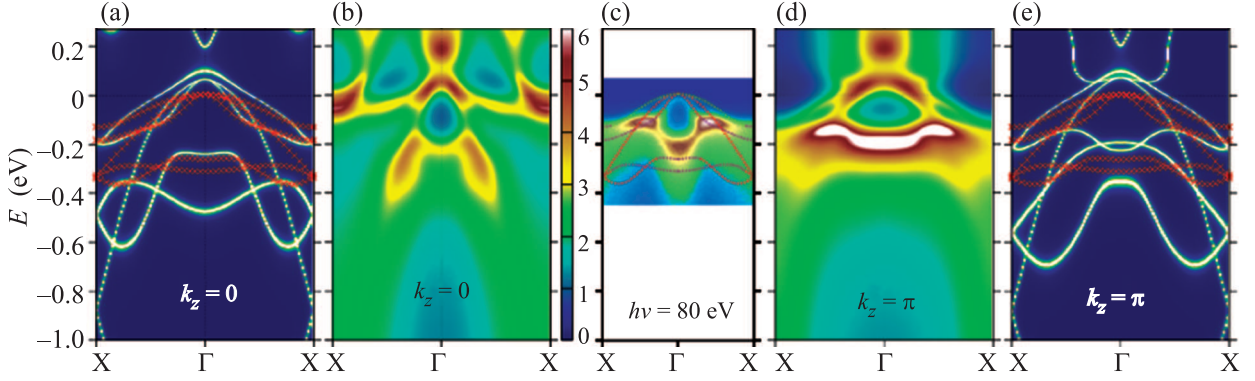 (a) (b) (c) (d) (e)
0.2
0
−0.2
−0.4
−0.6
−0.8
−1.0
E (eV)
6
5
4
3
2
1
0
k_z = 0
k_z = 0
hν = 80 eV
k_z = π
k_z = π
X Γ X Γ X Γ X Γ X Γ X